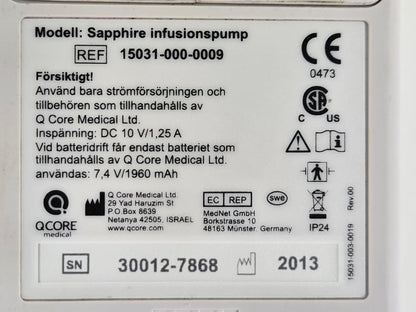 Modell: Sapphire infusionspump
REF 15031-000-0009
Försiktigt!
Använd bara strömförsörjningen och
tillbehören som tillhandahålls av
Q Core Medical Ltd.
Inspänning: DC 10 V/1,25 A
Vid batteridrift får endast batteriet som
tillhandahålls av Q Core Medical Ltd.
användas: 7,4 V/1960 mAh
CE
0473
CSA
C US
QCORE
medical
Q Core Medical Ltd.
29 Yad Haruzim St
P.O.Box 8639
Netanya 42505, ISRAEL
www.qcore.com
EC REP
MedNet GmbH
Borkstrasse 10
48163 Münster, Germany
swe
IP24
15031-003-0019 Rev.00
SN 30012-7868 2013